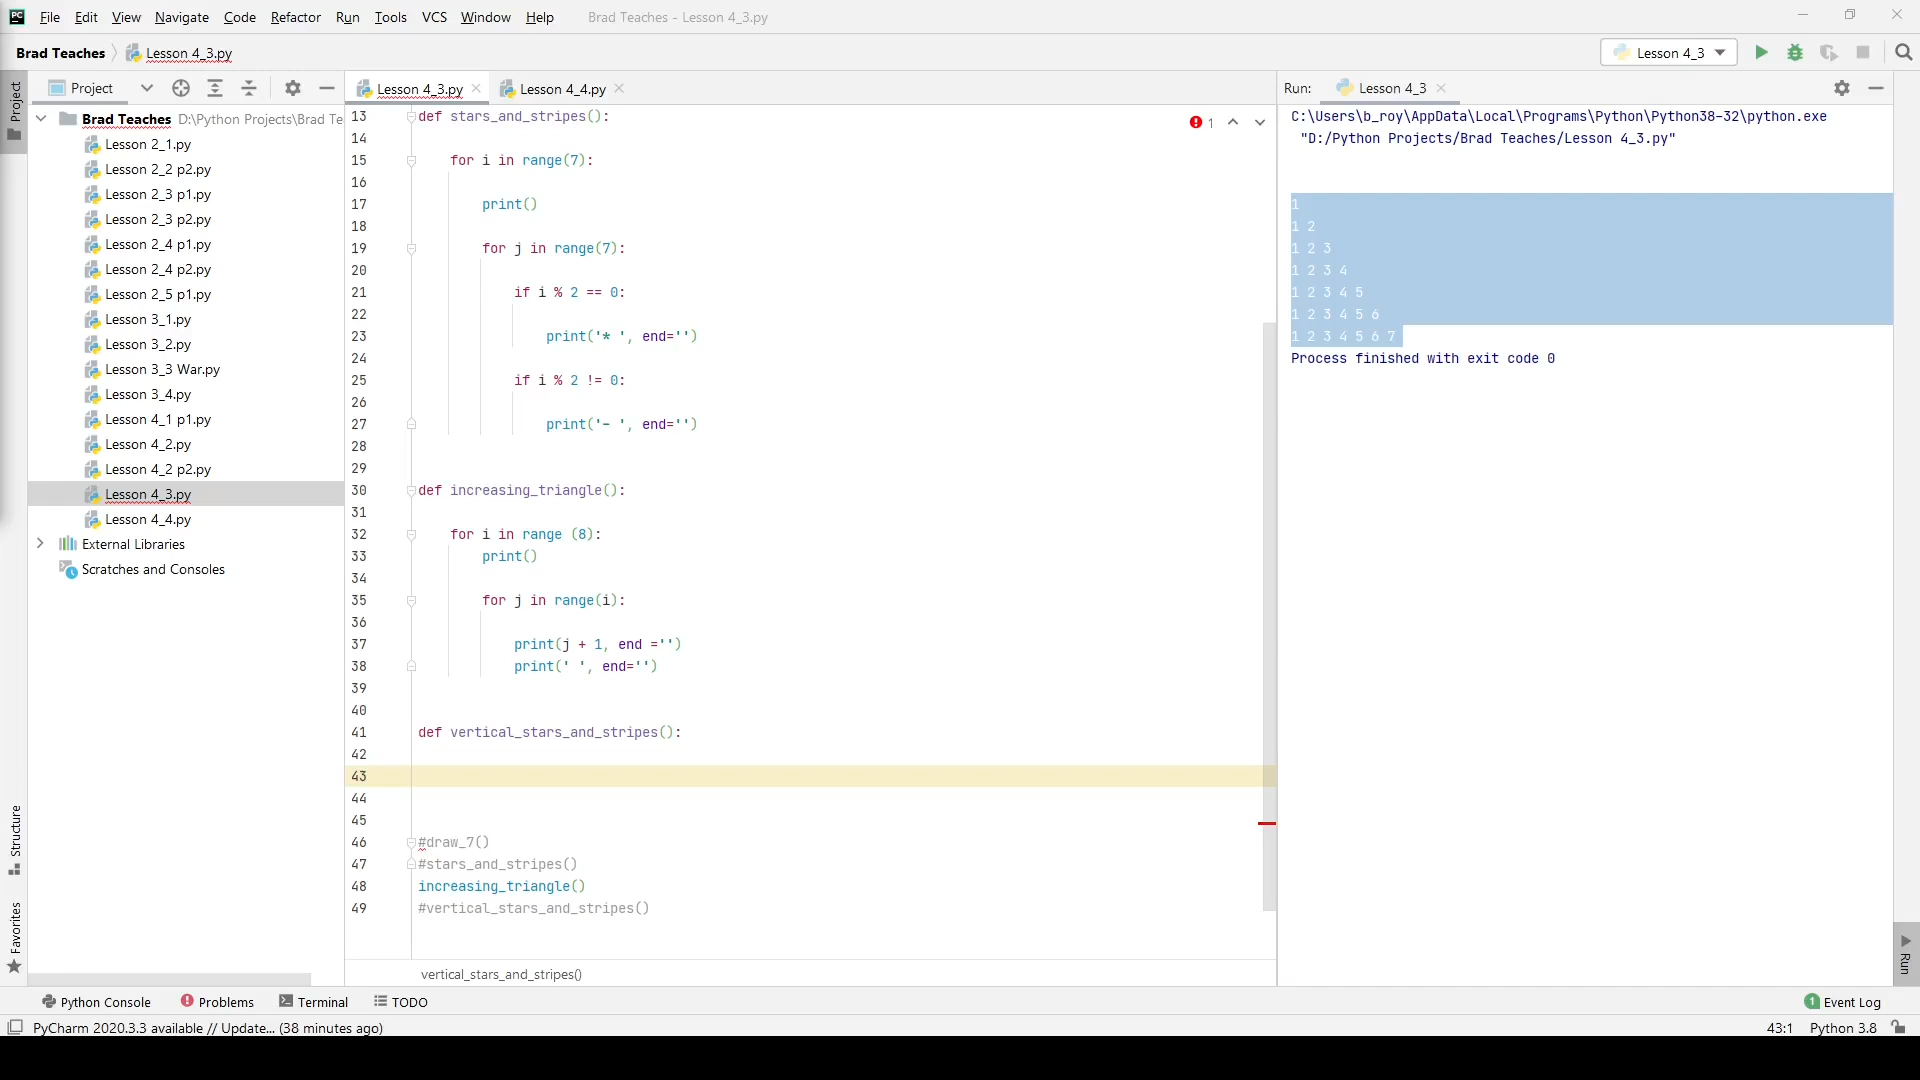 PC File Edit View Navigate Code Refactor Run Tools VCS Window Help Brad Teaches - Lesson 4_3.py
Brad Teaches Lesson 4_3.py Lesson 4_3
Project
Project
Brad Teaches D:\Python Projects\Brad Te
Lesson 2_1.py
Lesson 2_2 p2.py
Lesson 2_3 p1.py
Lesson 2_3 p2.py
Lesson 2_4 p1.py
Lesson 2_4 p2.py
Lesson 2_5 p1.py
Lesson 3_1.py
Lesson 3_2.py
Lesson 3_3 War.py
Lesson 3_4.py
Lesson 4_1 p1.py
Lesson 4_2.py
Lesson 4_2 p2.py
Lesson 4_3.py
Lesson 4_4.py
External Libraries
Scratches and Consoles
Structure
Favorites
Lesson 4_3.py Lesson 4_4.py
1
13 def stars_and_stripes():
14
15 for i in range(7):
16
17 print()
18
19 for j in range(7):
20
21 if i % 2 == 0:
22
23 print('* ', end='')
24
25 if i % 2 != 0:
26
27 print('- ', end='')
28
29
30 def increasing_triangle():
31
32 for i in range (8):
33 print()
34
35 for j in range(i):
36
37 print(j + 1, end ='')
38 print(' ', end='')
39
40
41 def vertical_stars_and_stripes():
42
43
44
45
46 #draw_7()
47 #stars_and_stripes()
48 increasing_triangle()
49 #vertical_stars_and_stripes()
vertical_stars_and_stripes()
Run: Lesson 4_3
C:\Users\b_roy\AppData\Local\Programs\Python\Python38-32\python.exe
"D:/Python Projects/Brad Teaches/Lesson 4_3.py"
1
1 2
1 2 3
1 2 3 4
1 2 3 4 5
1 2 3 4 5 6
1 2 3 4 5 6 7
Process finished with exit code 0
Run
Python Console Problems Terminal TODO 1 Event Log
PyCharm 2020.3.3 available // Update... (38 minutes ago) 43:1 Python 3.8